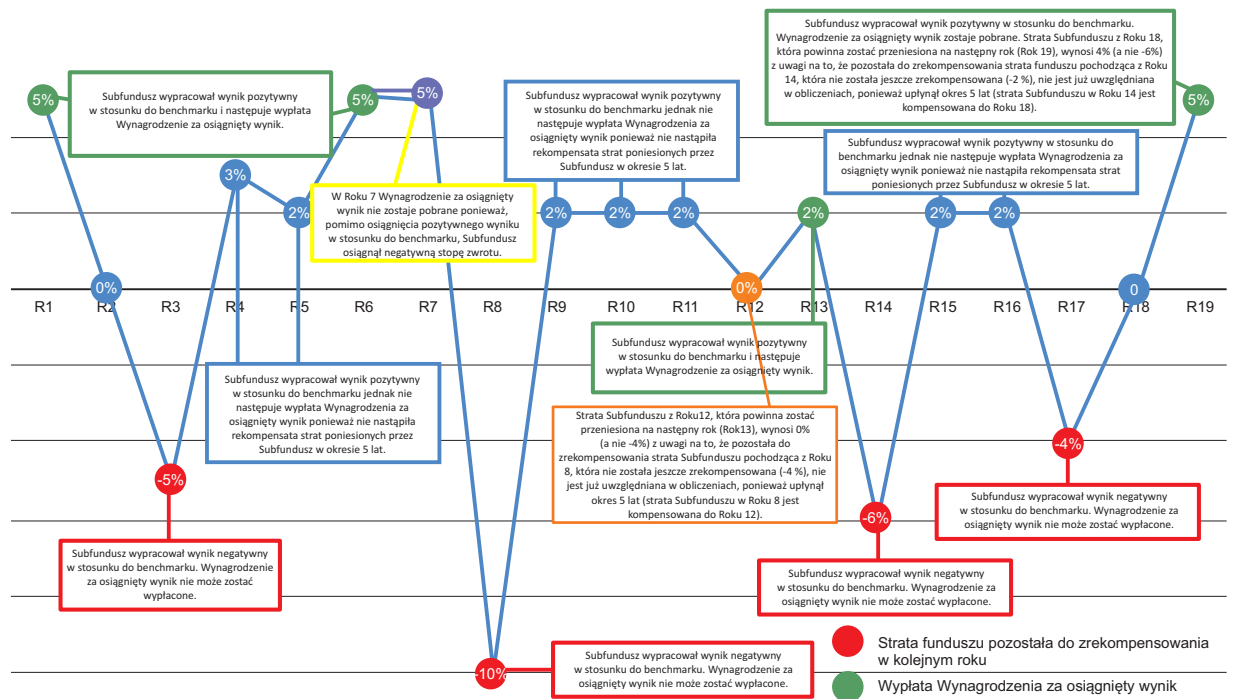 Subfundusz wypracował wynik pozytywny w stosunku do benchmark.
Wynagrodzenie za osiągnięty wynik zostaje pobrane. Strata Subfunduszu z Roku 18,
która powinna zostać przeniesiona na następny rok (Rok 19), wynosi 4% (a nie -6%)
z uwagi na to, że pozostała do zrekompensowania strata funduszu pochodząca z Roku
14, która nie została jeszcze zrekompensowana (-2 %), nie jest już uwzględniana
w obliczeniach, ponieważ upłynął okres 5 lat (strata Subfunduszu w Roku 14 jest
kompensowana do Roku 18).
5%
Subfundusz wypracował wynik pozytywny
w stosunku do benchmarku i następuje wypłata
Wynagrodzenie za osiągnięty wynik.
5%
5%
Subfundusz wypracował wynik pozytywny
w stosunku do benchmarku jednak nie
następuje wypłata Wynagrodzenia za
osiągnięty wynik ponieważ nie nastąpiła
rekompensata strat poniesionych przez
Subfundusz w okresie 5 lat.
5%
Subfundusz wypracował wynik pozytywny w stosunku do
benchmarku jednak nie następuje wypłata Wynagrodzenia za
osiągnięty wynik ponieważ nie nastąpiła rekompensata strat
poniesionych przez Subfundusz w okresie 5 lat.
3%
2%
W Roku 7 Wynagrodzenie za osiągnięty
wynik nie zostaje pobrane ponieważ,
pomimo osiągnięcia pozytywnego wyniku
w stosunku do benchmarku, Subfundusz
osiągnął negatywną stopę zwrotu.
2%
2%
2%
2%
2%
2%
0%
0%
0
R1
R2
R3
R4
R5
R6
R7
R8
R9
R10
R11
R12
R13
R14
R15
R16
R17
R18
R19
Subfundusz wypracował wynik pozytywny
w stosunku do benchmarku i następuje
wypłata Wynagrodzenie za osiągnięty wynik.
Subfundusz wypracował wynik pozytywny
w stosunku do benchmarku jednak nie
następuje wypłata Wynagrodzenia za
osiągnięty wynik ponieważ nie nastąpiła
rekompensata strat poniesionych przez
Subfundusz w okresie 5 lat.
Strata Subfunduszu z Roku12, która powinna zostać
przeniesiona na następny rok (Rok13), wynosi 0%
(a nie -4%) z uwagi na to, że pozostała do
zrekompensowania strata Subfunduszu pochodząca z Roku
8, która nie została jeszcze zrekompensowana (-4 %), nie
jest już uwzględniana w obliczeniach, ponieważ upłynął
okres 5 lat (strata Subfunduszu w Roku 8 jest
kompensowana do Roku 12).
-4%
-5%
Subfundusz wypracował wynik negatywny
w stosunku do benchmarku. Wynagrodzenie za
osiągnięty wynik nie może zostać wypłacone.
-6%
Subfundusz wypracował wynik negatywny
w stosunku do benchmarku. Wynagrodzenie
za osiągnięty wynik nie może zostać
wypłacone.
Subfundusz wypracował wynik negatywny
w stosunku do benchmarku. Wynagrodzenie za
osiągnięty wynik nie może zostać wypłacone.
-10%
Subfundusz wypracował wynik negatywny
w stosunku do benchmarku. Wynagrodzenie za
osiągnięty wynik nie może zostać wypłacone.
Strata funduszu pozostała do zrekompensowania
w kolejnym roku
Wypłata Wynagrodzenia za osiągnięty wynik